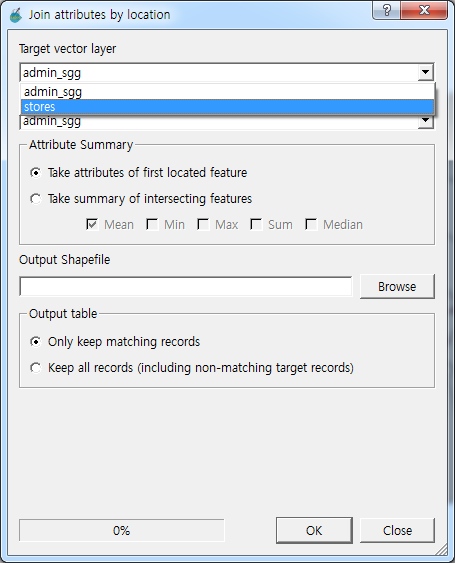 Join attributes by location
Target vector layer
admin_sgg
admin_sgg
stores
admin_sgg
Attribute Summary
Take attributes of first located feature
Take summary of intersecting features
Mean Min Max Sum Median
Output Shapefile
Browse
Output table
Only keep matching records
Keep all records (including non-matching target records)
0% OK Close